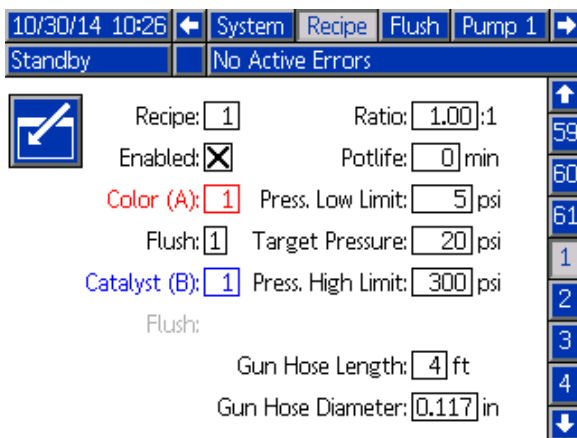 10/30/14 10:26 System Recipe Flush Pump 1
Standby No Active Errors
Recipe: 1 Ratio: 1.00 :1
Enabled: Potlife: 0 min
Color (A): 1 Press. Low Limit: 5 psi
Flush: 1 Target Pressure: 20 psi
Catalyst (B): 1 Press. High Limit: 300 psi
Flush:
Gun Hose Length: 4 ft
Gun Hose Diameter: 0.117 in
59
60
61
1
2
3
4